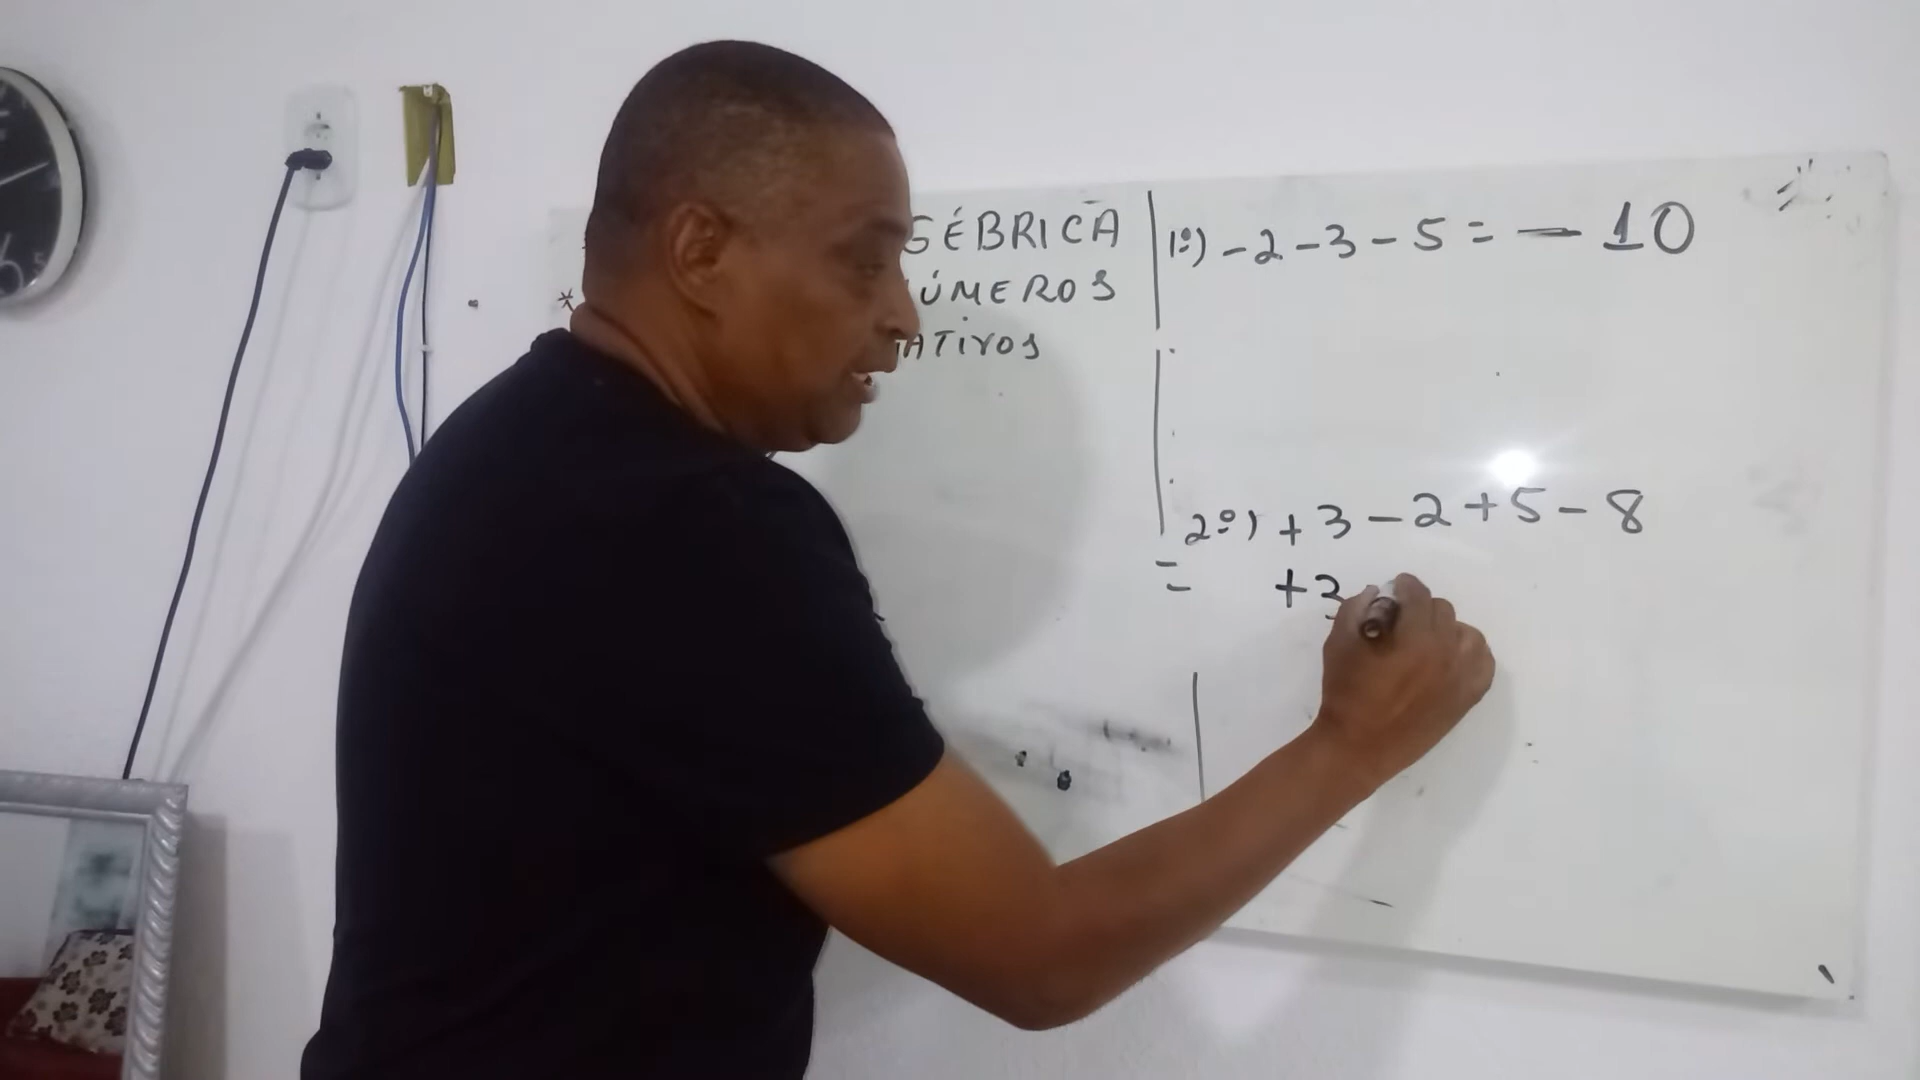 *
GÉBRICA
ÚMEROS
ATIVOS
1º) -2-3-5= - 10
2º) +3-2+5-8
= +3